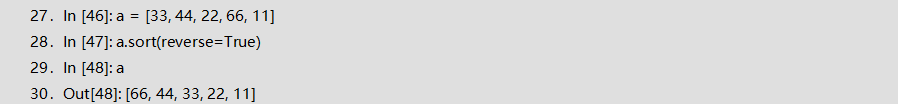 27. In [46]: a = [33, 44, 22, 66, 11]
28. In [47]: a.sort(reverse=True)
29. In [48]: a
30. Out[48]: [66, 44, 33, 22, 11]